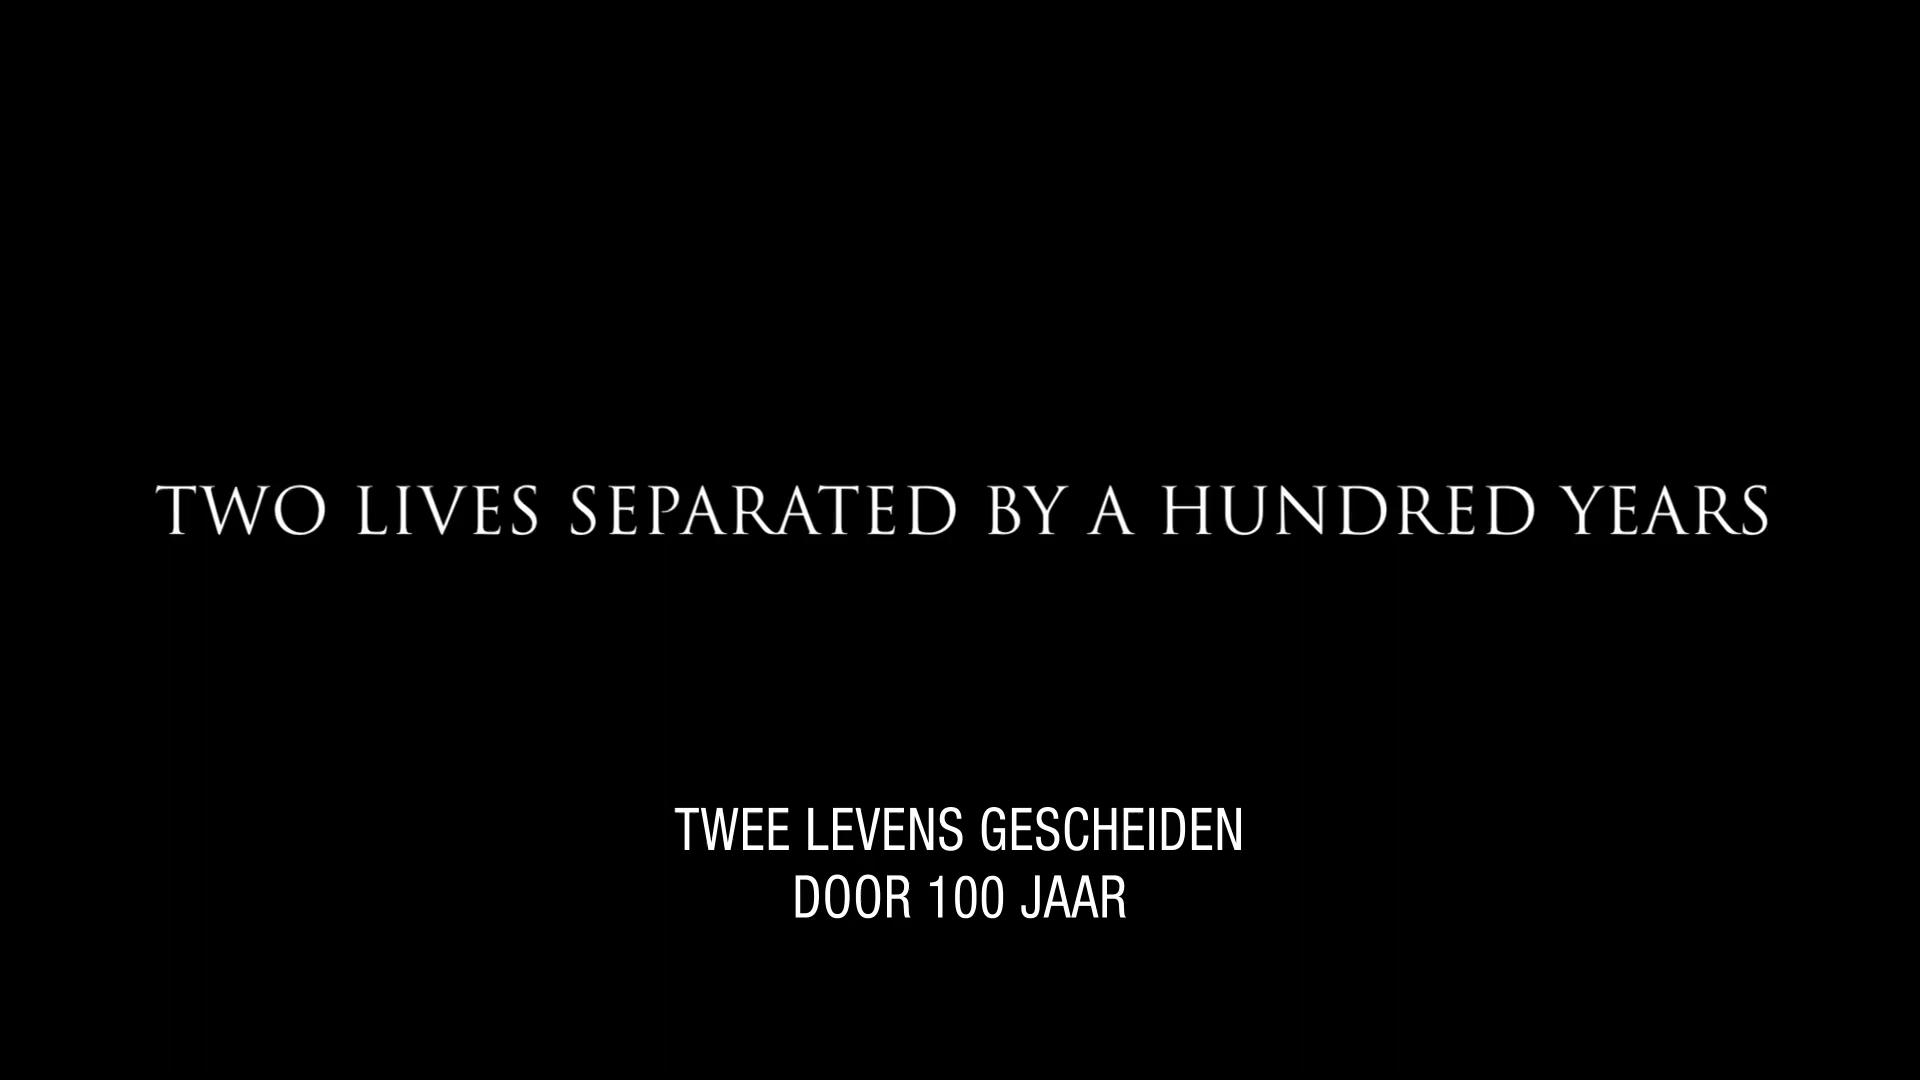 TWO LIVES SEPARATED BY A HUNDRED YEARS
TWEE LEVENS GESCHEIDEN
DOOR 100 JAAR